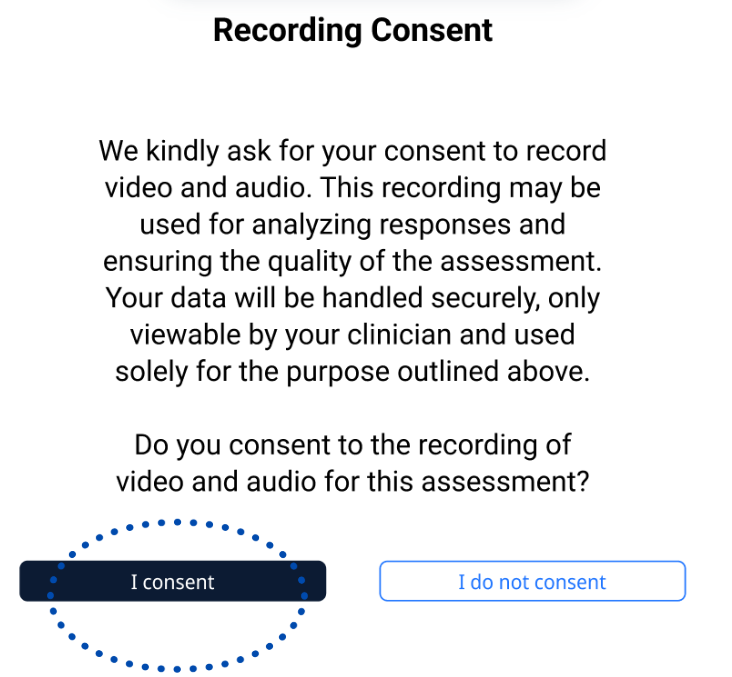 Recording Consent
We kindly ask for your consent to record
video and audio. This recording may be
used for analyzing responses and
ensuring the quality of the assessment.
Your data will be handled securely, only
viewable by your clinician and used
solely for the purpose outlined above.
Do you consent to the recording of
video and audio for this assessment?
I consent
I do not consent